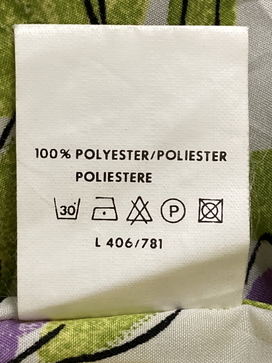 100% POLYESTER/POLIESTER
POLIESTERE
30 P
L 406/781